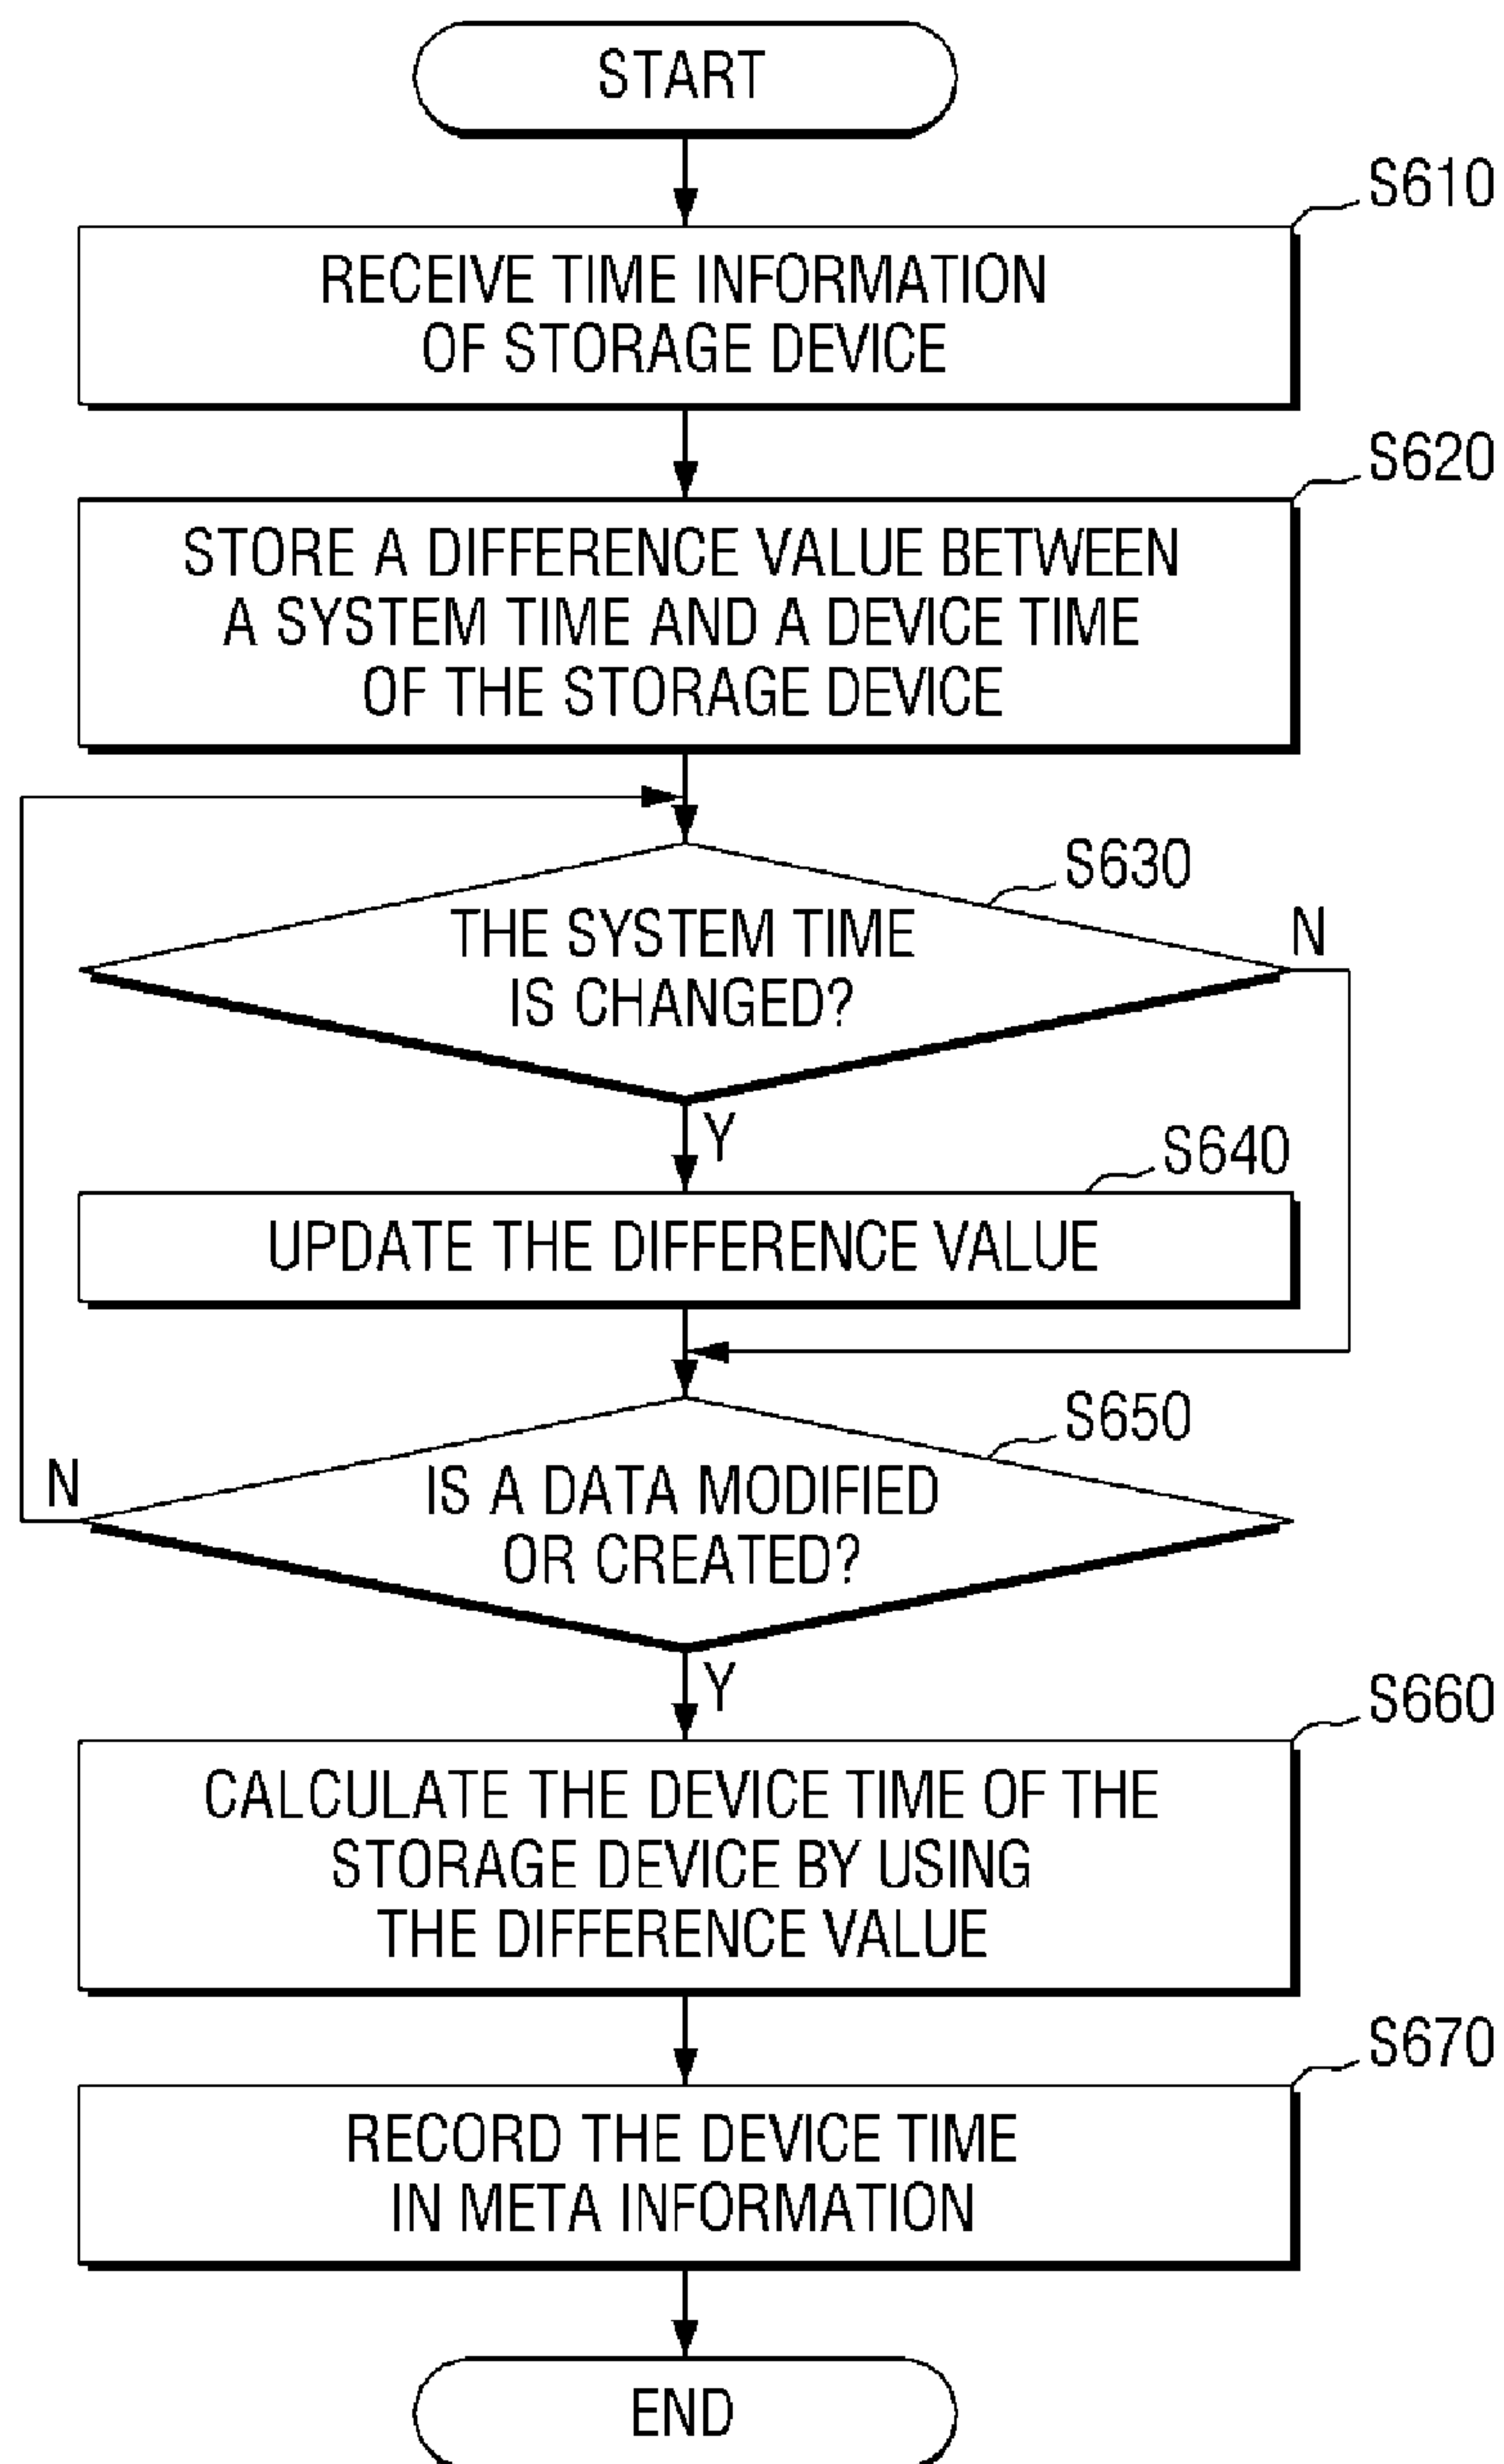 START
S610
RECEIVE TIME INFORMATION
OF STORAGE DEVICE
S620
STORE A DIFFERENCE VALUE BETWEEN
A SYSTEM TIME AND A DEVICE TIME
OF THE STORAGE DEVICE
S630
THE SYSTEM TIME
IS CHANGED?
N
Y
S640
UPDATE THE DIFFERENCE VALUE
S650
IS A DATA MODIFIED
OR CREATED?
N
Y
S660
CALCULATE THE DEVICE TIME OF THE
STORAGE DEVICE BY USING
THE DIFFERENCE VALUE
S670
RECORD THE DEVICE TIME
IN META INFORMATION
END